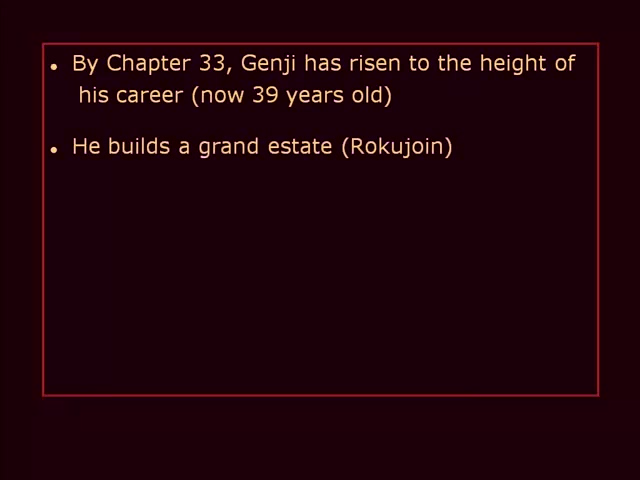 • By Chapter 33, Genji has risen to the height of
his career (now 39 years old)
• He builds a grand estate (Rokujoin)